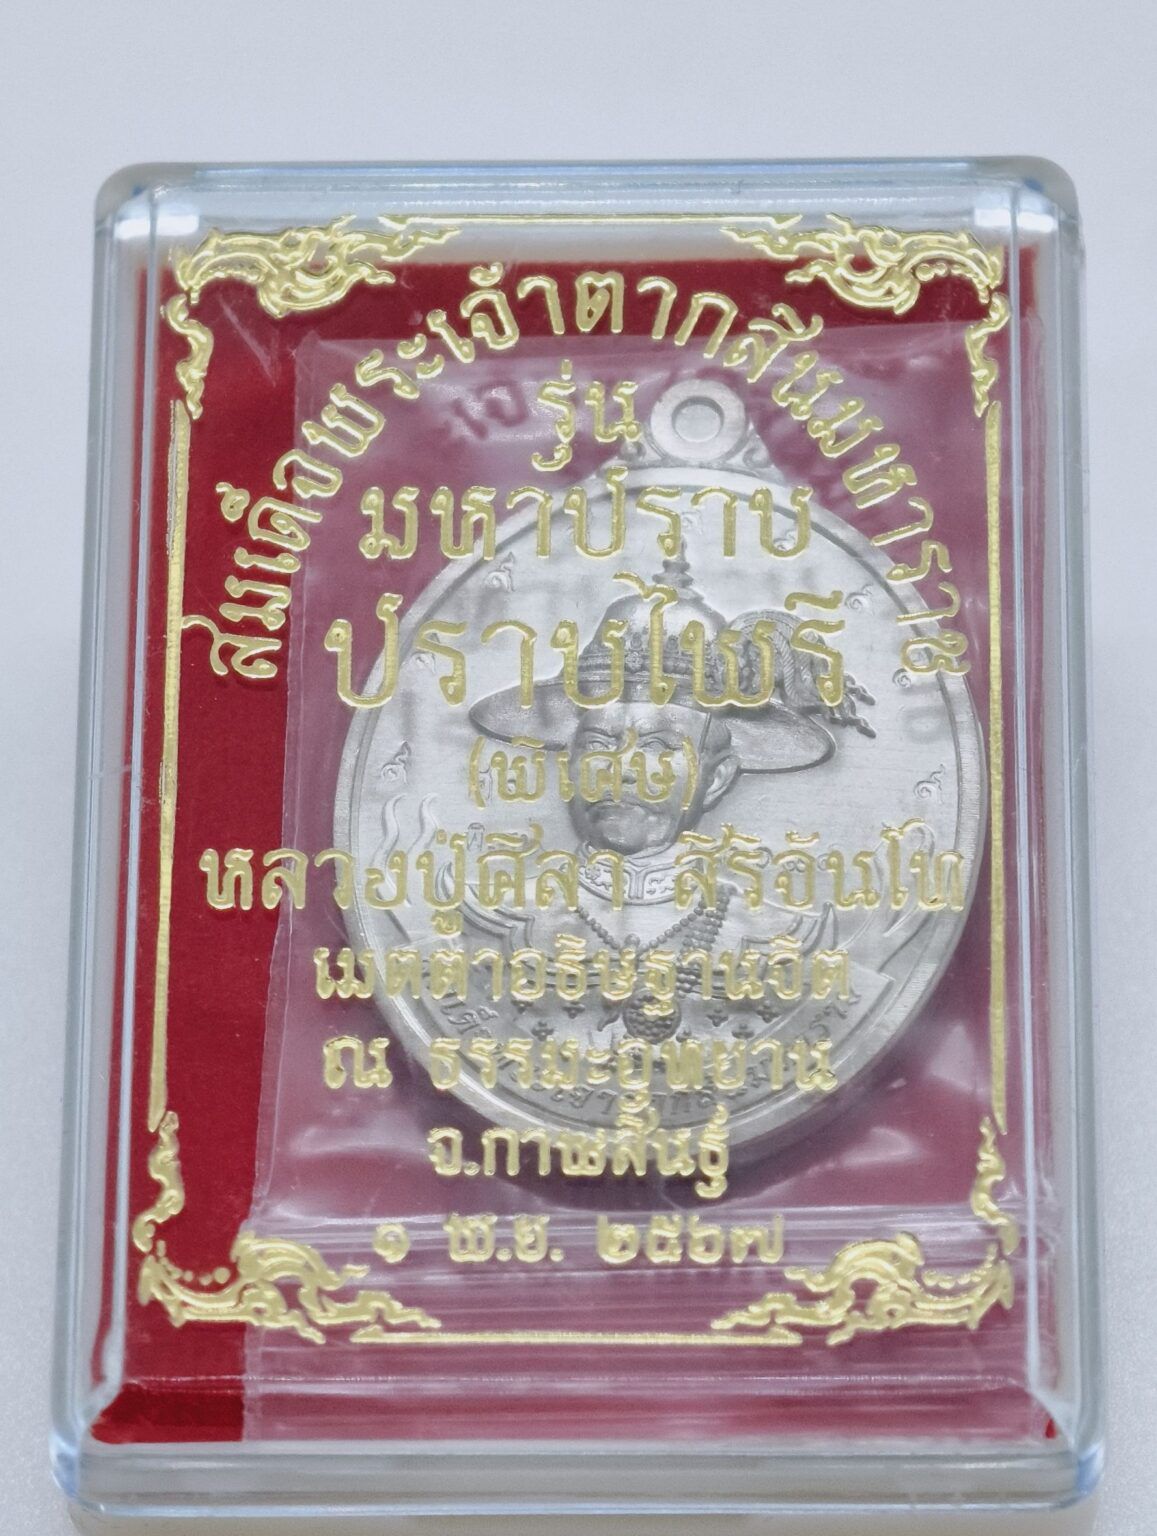 สมเด็จพระเจ้าตากสินมหาราช
รุ่น
มหาปราบ
ปราบไพรี
(พิเศษ)
หลวงปู่ศิลา สิริจันโท
เมตตาอธิษฐานจิต
ณ ธรรมะอุทยาน
จ.กาฬสินธุ์
๑ พ.ย. ๒๕๖๗